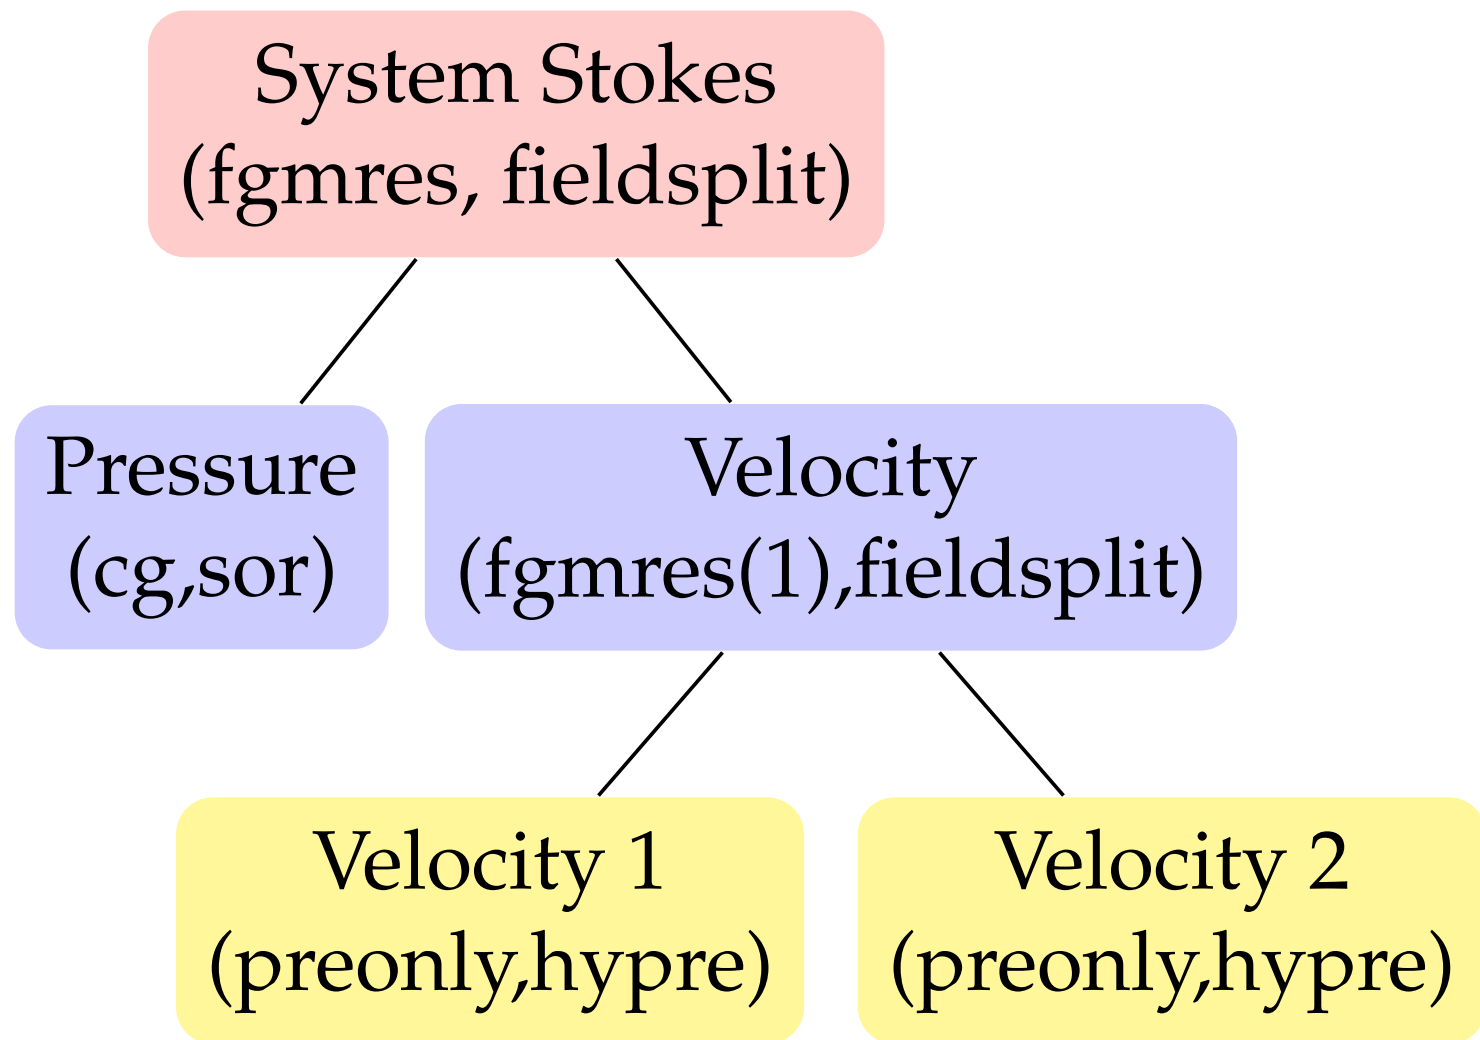 System Stokes
(fgmres, fieldsplit)
Pressure
(cg,sor)
Velocity
(fgmres(1),fieldsplit)
Velocity 1
(preonly,hypre)
Velocity 2
(preonly,hypre)